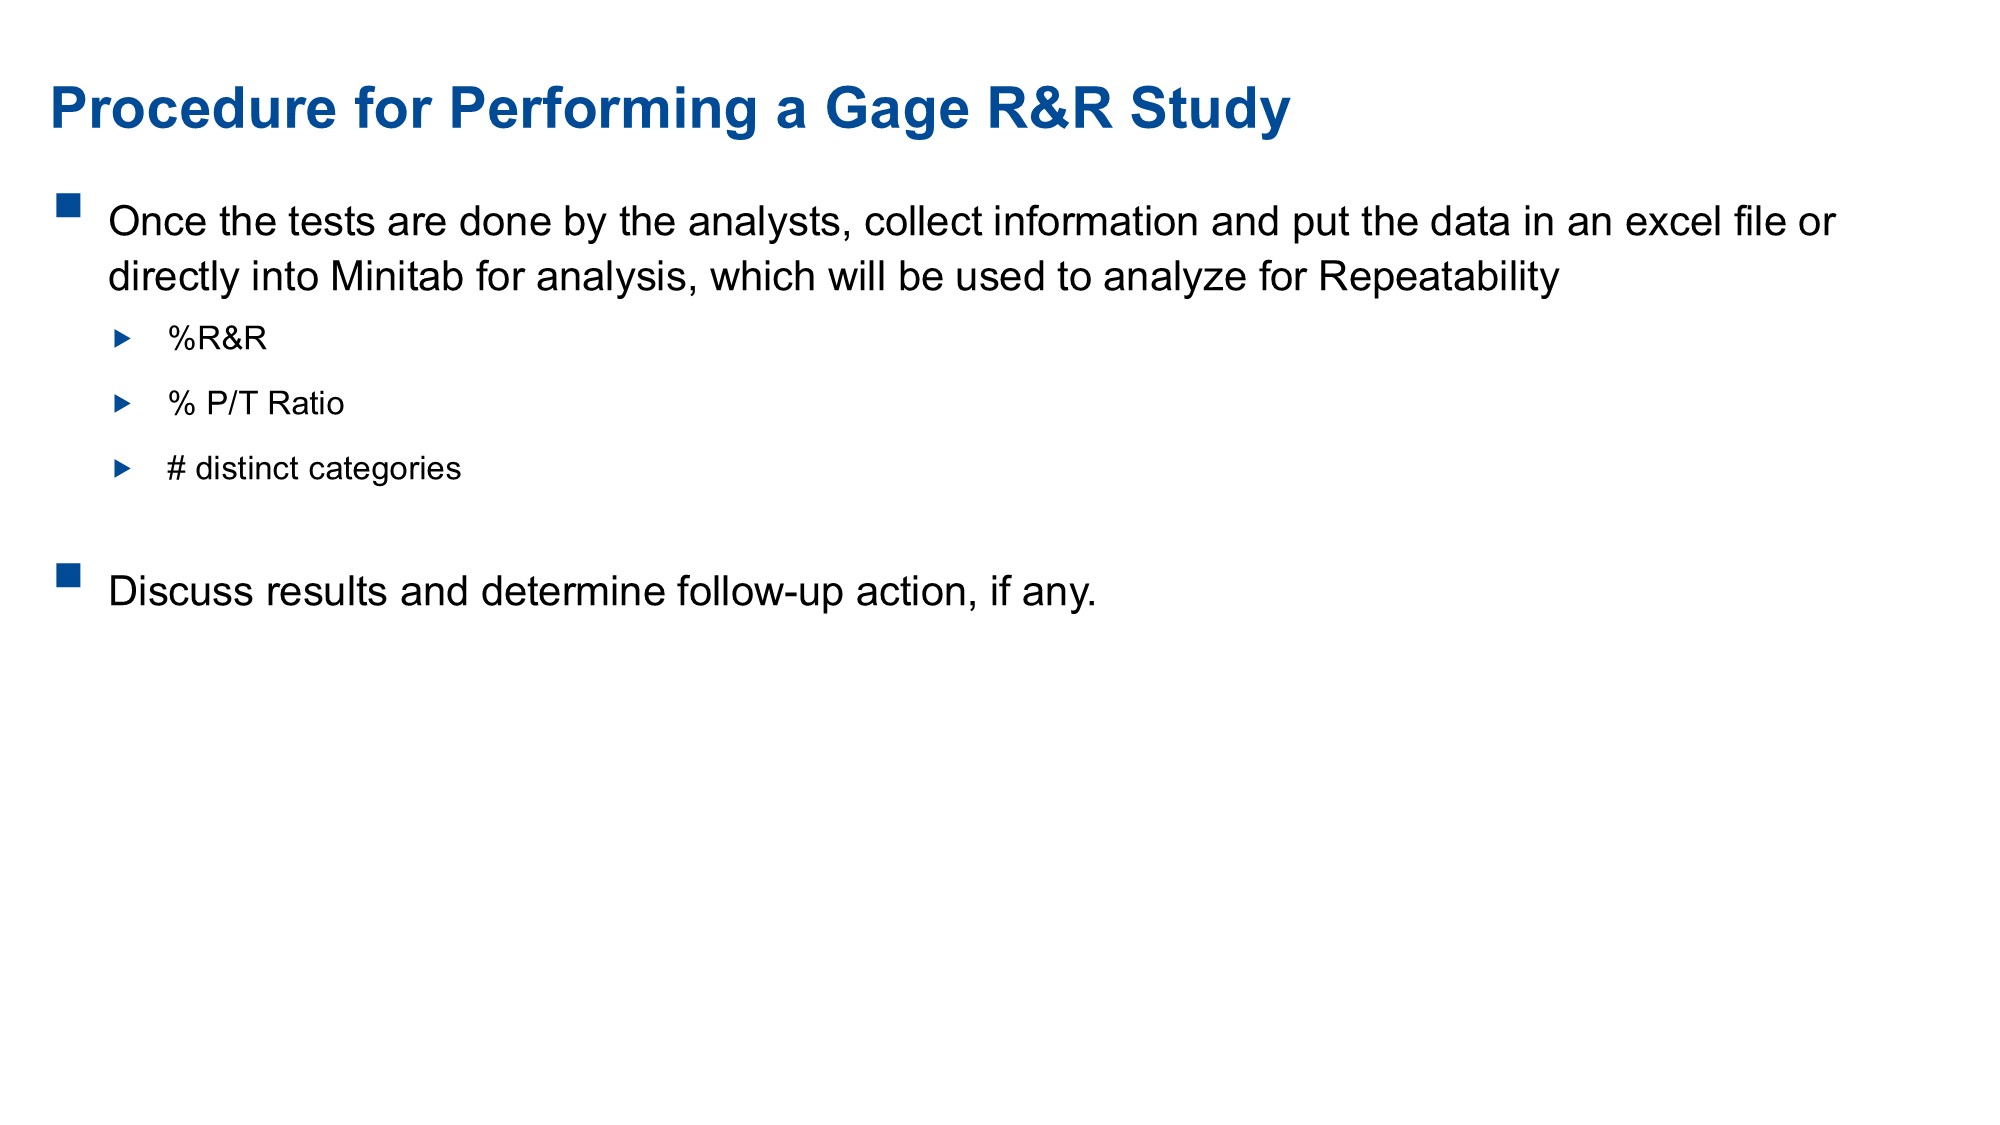 Procedure for Performing a Gage R&R Study
Once the tests are done by the analysts, collect information and put the data in an excel file or
directly into Minitab for analysis, which will be used to analyze for Repeatability
%R&R
% P/T Ratio
# distinct categories
Discuss results and determine follow-up action, if any.